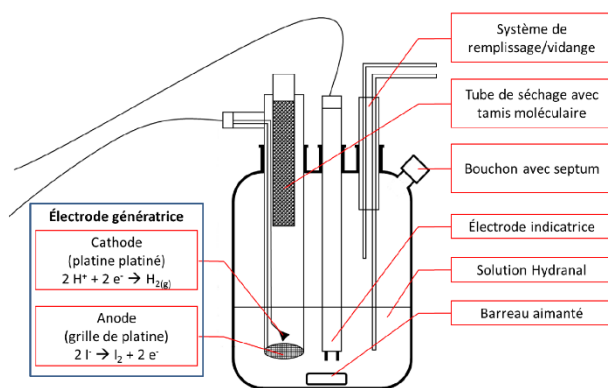 Système de
remplissage/vidange
Tube de séchage avec
tamis moléculaire
Bouchon avec septum
Électrode génératrice
Cathode
(platine platiné)
2 H⁺ + 2 e⁻ → H₂₍g₎
Anode
(grille de platine)
2 I⁻ → I₂ + 2 e⁻
Électrode indicatrice
Solution Hydranal
Barreau aimanté